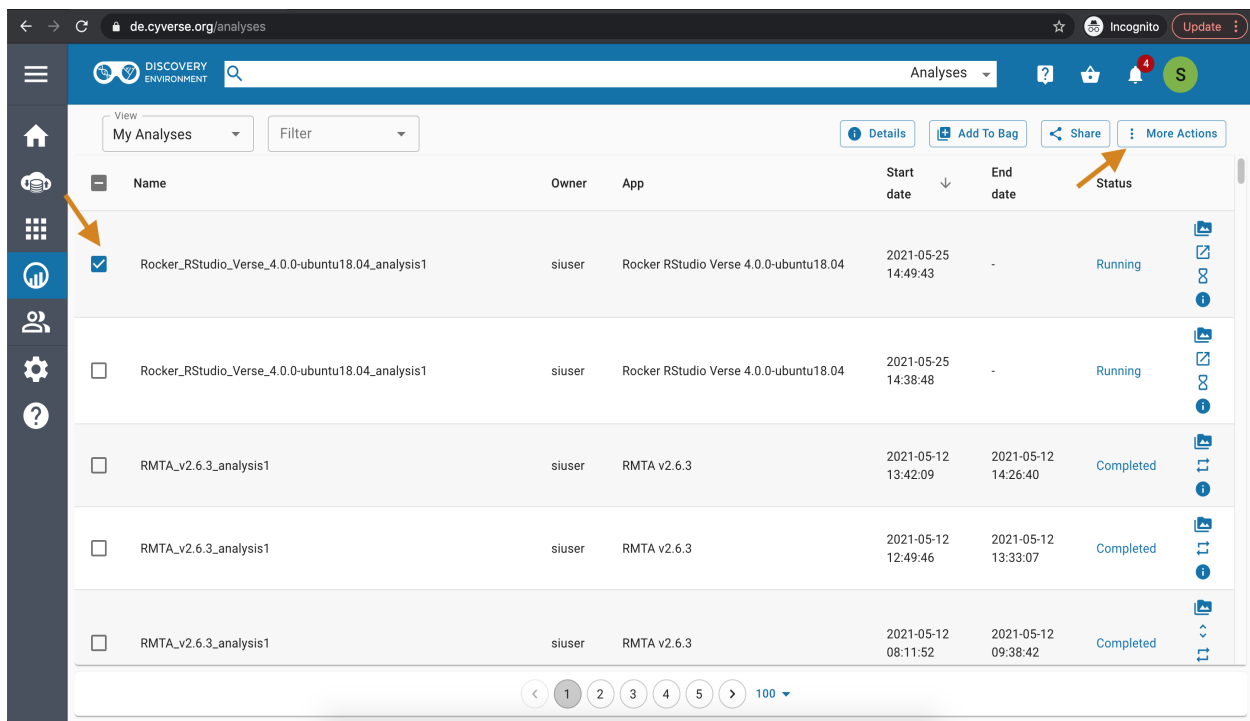 de.cyverse.org/analyses
Incognito
Update
DISCOVERY
ENVIRONMENT
Analyses
?
4
S
View
My Analyses
Filter
Details
Add To Bag
Share
More Actions
Name
Owner
App
Start
date
End
date
Status
Rocker_RStudio_Verse_4.0.0-ubuntu18.04_analysis1
siuser
Rocker RStudio Verse 4.0.0-ubuntu18.04
2021-05-25
14:49:43
-
Running
Rocker_RStudio_Verse_4.0.0-ubuntu18.04_analysis1
siuser
Rocker RStudio Verse 4.0.0-ubuntu18.04
2021-05-25
14:38:48
-
Running
RMTA_v2.6.3_analysis1
siuser
RMTA v2.6.3
2021-05-12
13:42:09
2021-05-12
14:26:40
Completed
RMTA_v2.6.3_analysis1
siuser
RMTA v2.6.3
2021-05-12
12:49:46
2021-05-12
13:33:07
Completed
RMTA_v2.6.3_analysis1
siuser
RMTA v2.6.3
2021-05-12
08:11:52
2021-05-12
09:38:42
Completed
< 1 2 3 4 5 > 100